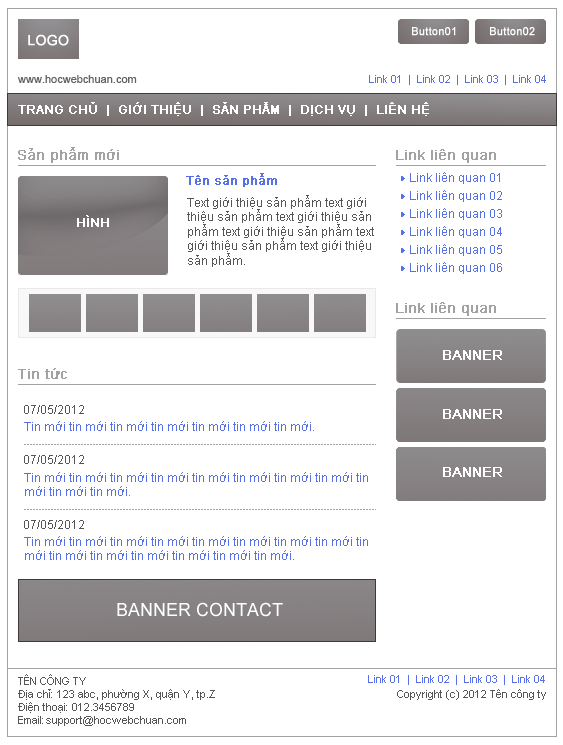 LOGO
Button01 Button02
www.hocwebchuan.com
Link 01 | Link 02 | Link 03 | Link 04
TRANG CHỦ | GIỚI THIỆU | SẢN PHẨM | DỊCH VỤ | LIÊN HỆ
Sản phẩm mới
HÌNH
Tên sản phẩm
Text giới thiệu sản phẩm text giới
thiệu sản phẩm text giới thiệu sản
phẩm text giới thiệu sản phẩm text
giới thiệu sản phẩm text giới thiệu
sản phẩm.
Tin tức
07/05/2012
Tin mới tin mới tin mới tin mới tin mới tin mới tin mới.
07/05/2012
Tin mới tin mới tin mới tin mới tin mới tin mới tin mới tin
mới tin mới tin mới.
07/05/2012
Tin mới tin mới tin mới tin mới tin mới tin mới tin mới tin
mới tin mới tin mới tin mới tin mới tin mới.
BANNER CONTACT
Link liên quan
Link liên quan 01
Link liên quan 02
Link liên quan 03
Link liên quan 04
Link liên quan 05
Link liên quan 06
Link liên quan
BANNER
BANNER
BANNER
TÊN CÔNG TY
Địa chỉ: 123 abc, phường X, quận Y, tp.Z
Điện thoại: 012.3456789
Email: support@hocwebchuan.com
Link 01 | Link 02 | Link 03 | Link 04
Copyright (c) 2012 Tên công ty